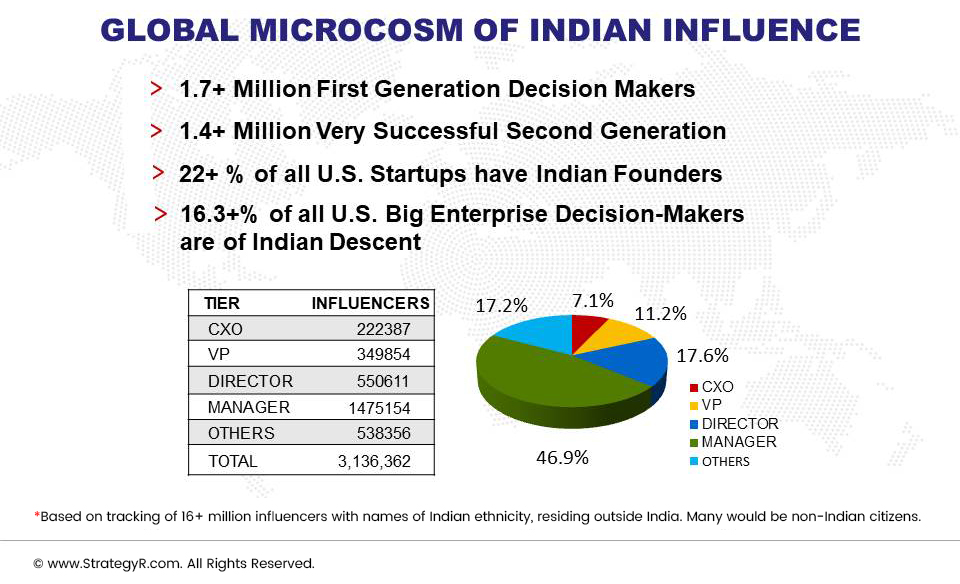 GLOBAL MICROCOSM OF INDIAN INFLUENCE
> 1.7+ Million First Generation Decision Makers
> 1.4+ Million Very Successful Second Generation
> 22+ % of all U.S. Startups have Indian Founders
> 16.3+% of all U.S. Big Enterprise Decision-Makers
are of Indian Descent
TIER INFLUENCERS
CXO 222387
VP 349854
DIRECTOR 550611
MANAGER 1475154
OTHERS 538356
TOTAL 3,136,362
17.2%
7.1%
11.2%
17.6%
46.9%
CXO
VP
DIRECTOR
MANAGER
OTHERS
*Based on tracking of 16+ million influencers with names of Indian ethnicity, residing outside India. Many would be non-Indian citizens.
© www.StrategyR.com. All Rights Reserved.